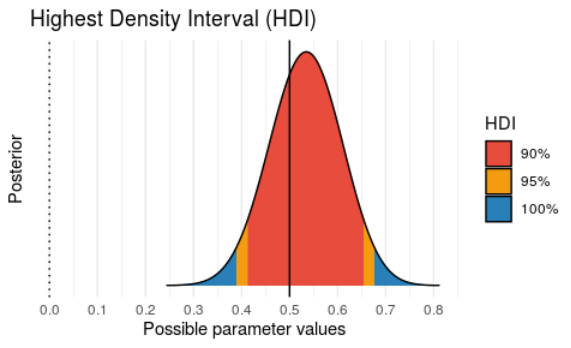 Highest Density Interval (HDI)
Posterior
HDI
90%
95%
100%
0.0 0.1 0.2 0.3 0.4 0.5 0.6 0.7 0.8
Possible parameter values